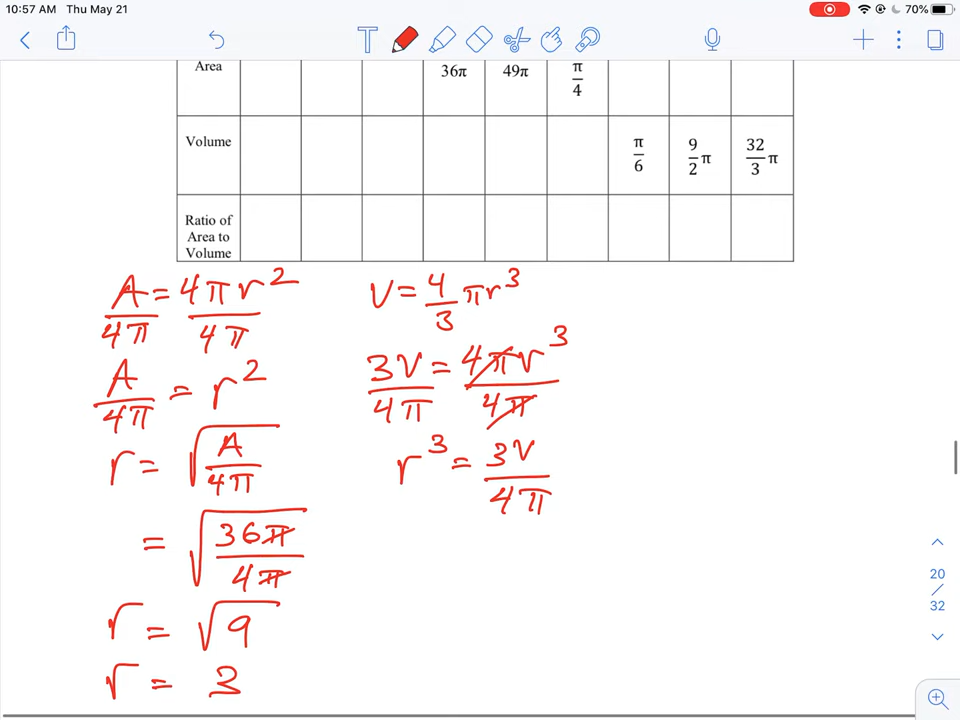 10:57 AM Thu May 21 70%
T
Area 36π 49π π/4
Volume π/6 9/2 π 32/3 π
Ratio of
Area to
Volume
A/4π = 4πr²/4π
V = 4/3 πr³
A/4π = r²
3V/4π = 4πr³/4π
r = √(A/4π)
r³ = 3V/4π
= √(36π/4π)
r = √9
r = 3
20
/
32